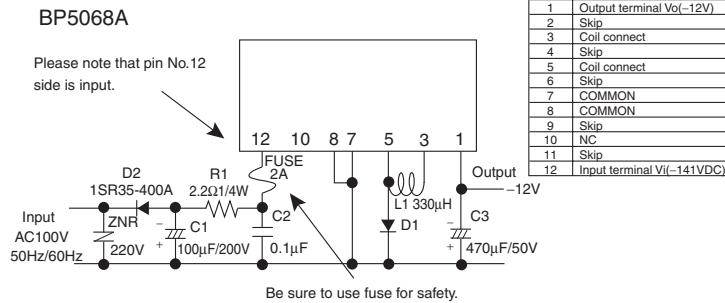 BP5068A
Please note that pin No.12
side is input.
12 10 8 7 5 3 1
FUSE
2A
D2
1SR35-400A
R1
2.2Ω1/4W
L1 330μH
Output
−12V
Input
AC100V
50Hz/60Hz
ZNR
220V
− C1
+ 100μF/200V
C2
0.1μF
D1
− C3
+ 470μF/50V
Be sure to use fuse for safety.
1 Output terminal Vo(−12V)
2 Skip
3 Coil connect
4 Skip
5 Coil connect
6 Skip
7 COMMON
8 COMMON
9 Skip
10 NC
11 Skip
12 Input terminal Vi(−141VDC)